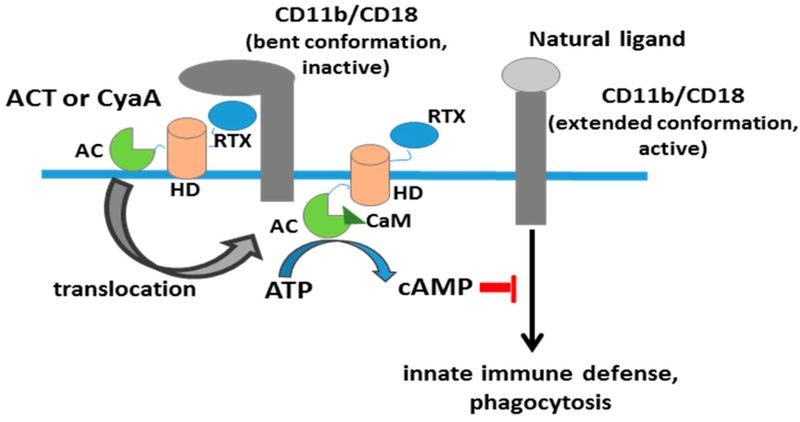 CD11b/CD18
(bent conformation,
inactive)
Natural ligand
ACT or CyaA
CD11b/CD18
(extended conformation,
active)
RTX
RTX
AC
HD
HD
AC
CaM
translocation
ATP
cAMP
innate immune defense,
phagocytosis